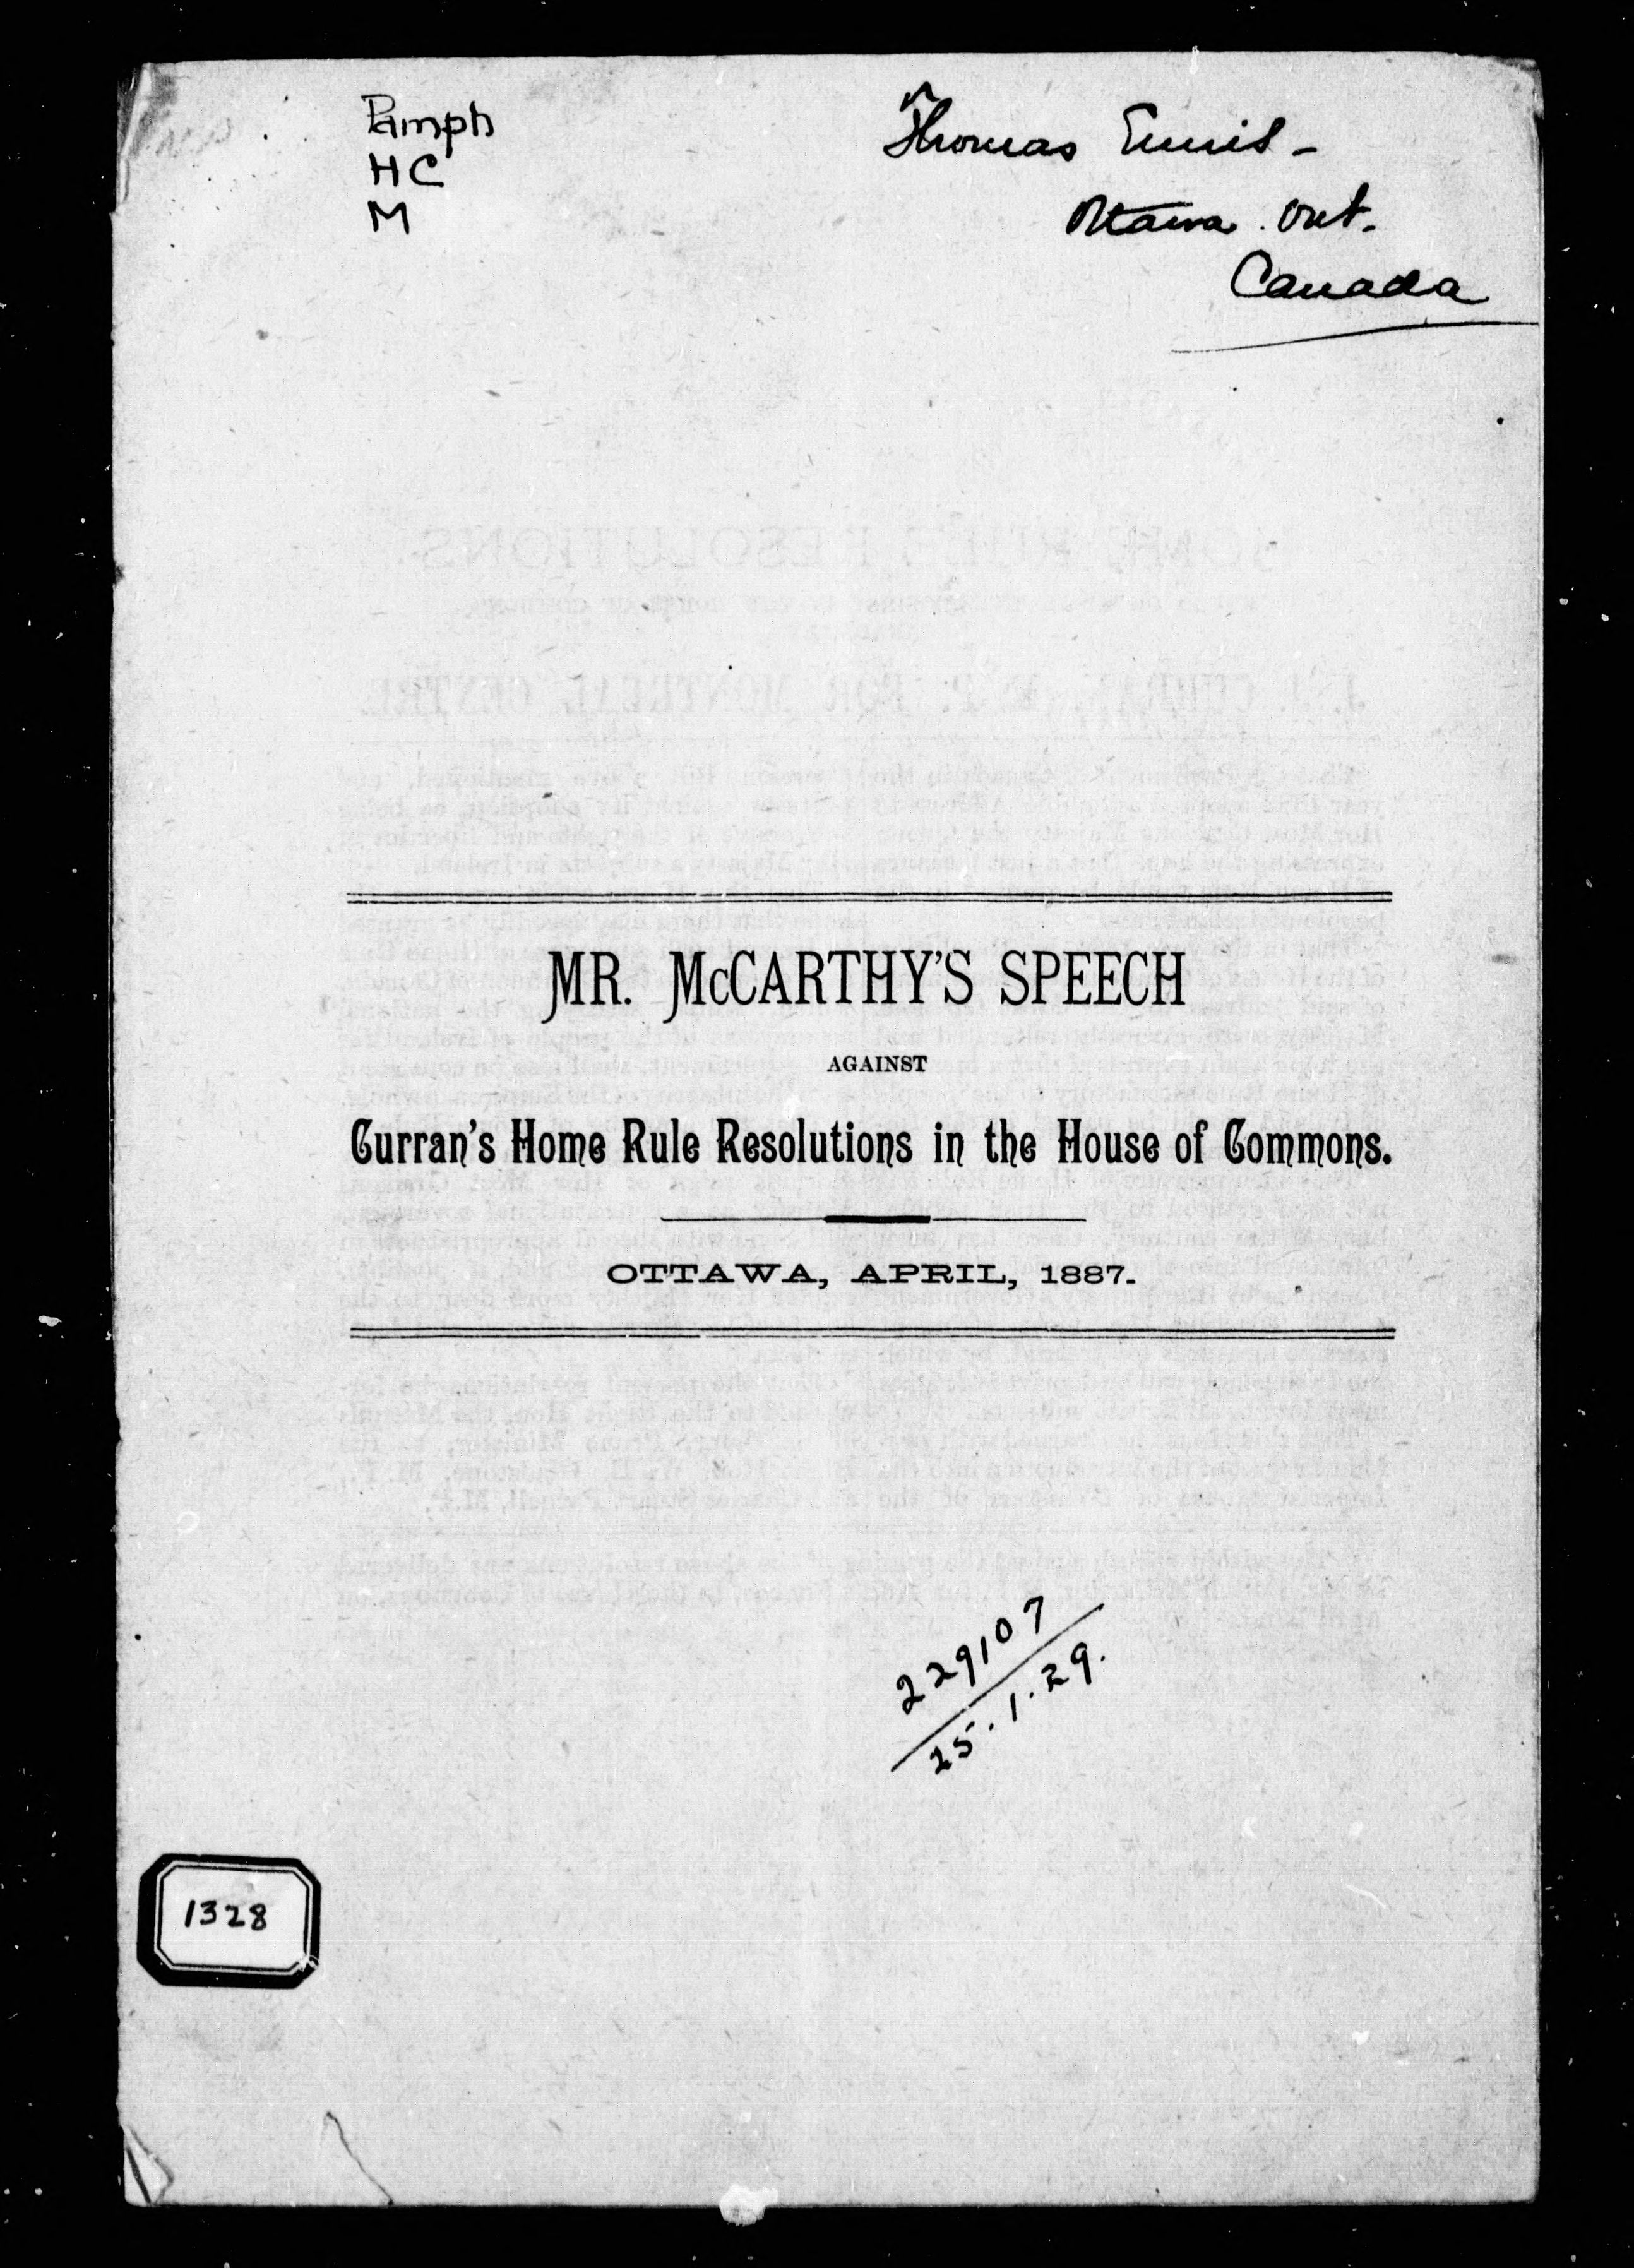 Pamph
HC
M
Thomas
Ottawa. Ont.
Canada
MR. McCARTHY'S SPEECH
AGAINST
Curran's Home Rule Resolutions in the House of Commons.
OTTAWA, APRIL, 1887.
229107
25.1.29.
1328